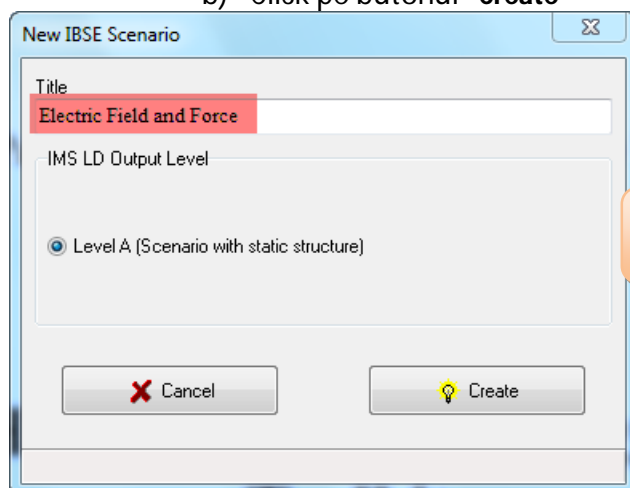 b) click pe butonul "create"
New IBSE Scenario
Title
Electric Field and Force
IMS LD Output Level
Level A (Scenario with static structure)
Cancel
Create